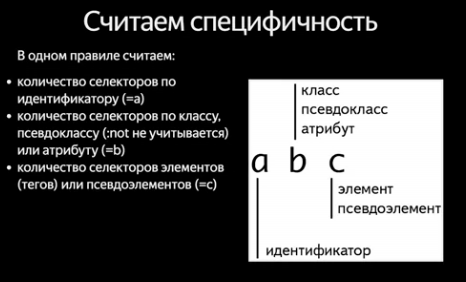 Считаем специфичность
В одном правиле считаем:
• количество селекторов по
идентификатору (=a)
• количество селекторов по классу,
псевдоклассу (:not не учитывается)
или атрибуту (=b)
• количество селекторов элементов
(тегов) или псевдоэлементов (=c)
класс
псевдокласс
атрибут
a b c
элемент
псевдоэлемент
идентификатор